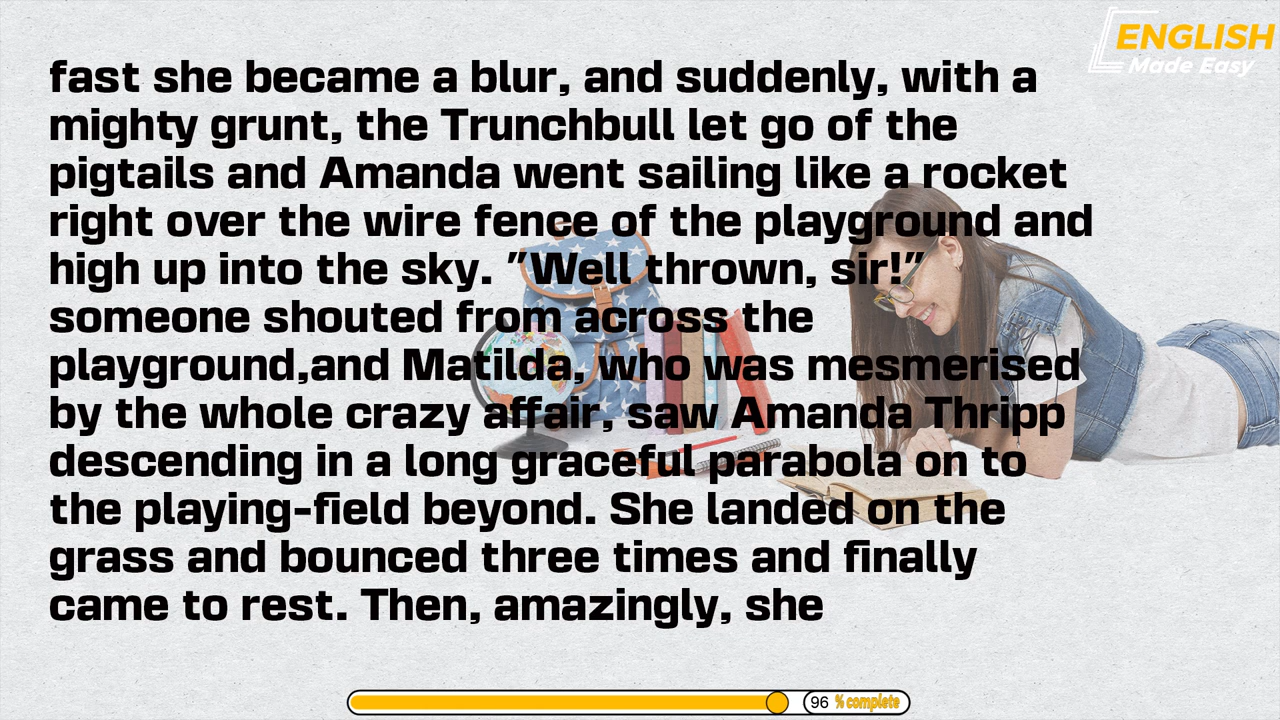 ENGLISH
Made Easy
fast she became a blur, and suddenly, with a
mighty grunt, the Trunchbull let go of the
pigtails and Amanda went sailing like a rocket
right over the wire fence of the playground and
high up into the sky. "Well thrown, sir!"
someone shouted from across the
playground,and Matilda, who was mesmerised
by the whole crazy affair, saw Amanda Thripp
descending in a long graceful parabola on to
the playing-field beyond. She landed on the
grass and bounced three times and finally
came to rest. Then, amazingly, she
96 % complete